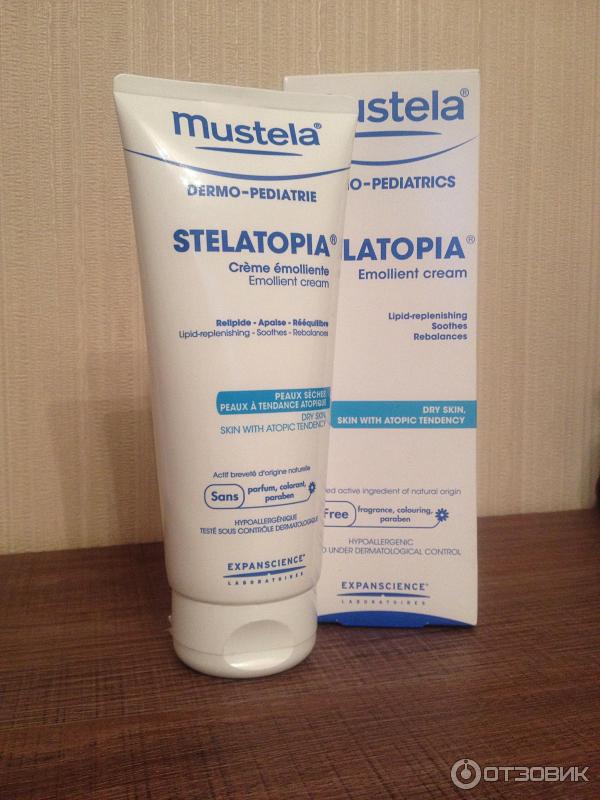 mustela®
DERMO-PEDIATRIE
STELATOPIA®
Crème émolliente
Emollient cream
Relipide - Apaise - Rééquilibre
Lipid-replenishing - Soothes - Rebalances
PEAUX SÈCHES
PEAUX À TENDANCE ATOPIQUE
DRY SKIN,
SKIN WITH ATOPIC TENDENCY
Actif breveté d'origine naturelle
Sans parfum, colorant,
paraben
HYPOALLERGÉNIQUE
TESTÉ SOUS CONTRÔLE DERMATOLOGIQUE
EXPANSCIENCE®
LABORATOIRES
ustela®
O-PEDIATRICS
LATOPIA®
Emollient cream
Lipid-replenishing
Soothes
Rebalances
DRY SKIN,
SKIN WITH ATOPIC TENDENCY
ed active ingredient of natural origin
Free fragrance, colouring,
paraben
HYPOALLERGENIC
D UNDER DERMATOLOGICAL CONTROL
EXPANSCIENCE®
LABORATOIRES
ОТЗОВИК